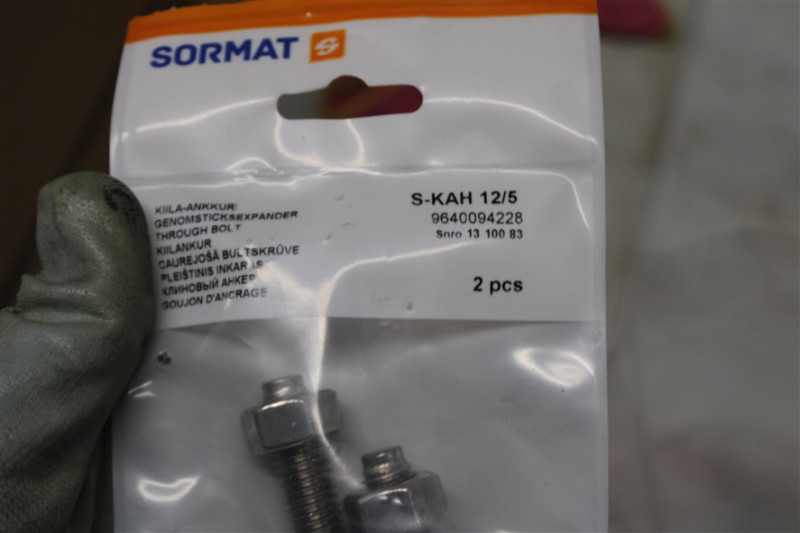 SORMAT
S-KAH 12/5
9640094228
Snro 13 100 83
2 pcs
KIILA-ANKKURI
GENOMSTICKSEXPANDER
THROUGH BOLT
KIILANKUR
CAUREJOŠĀ BULTSKRŪVE
PLEIŠTINIS INKARAS
КЛИНОВЫЙ АНКЕР
GOUJON D'ANCRAGE